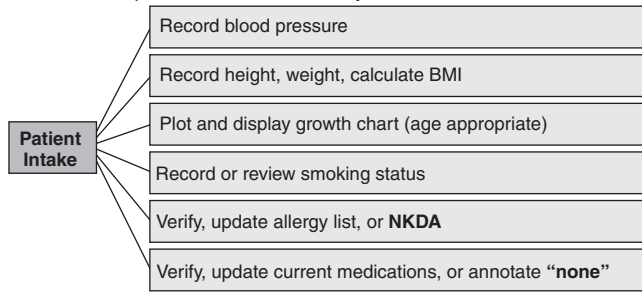 Record blood pressure
Record height, weight, calculate BMI
Plot and display growth chart (age appropriate)
Patient
Intake
Record or review smoking status
Verify, update allergy list, or NKDA
Verify, update current medications, or annotate “none”